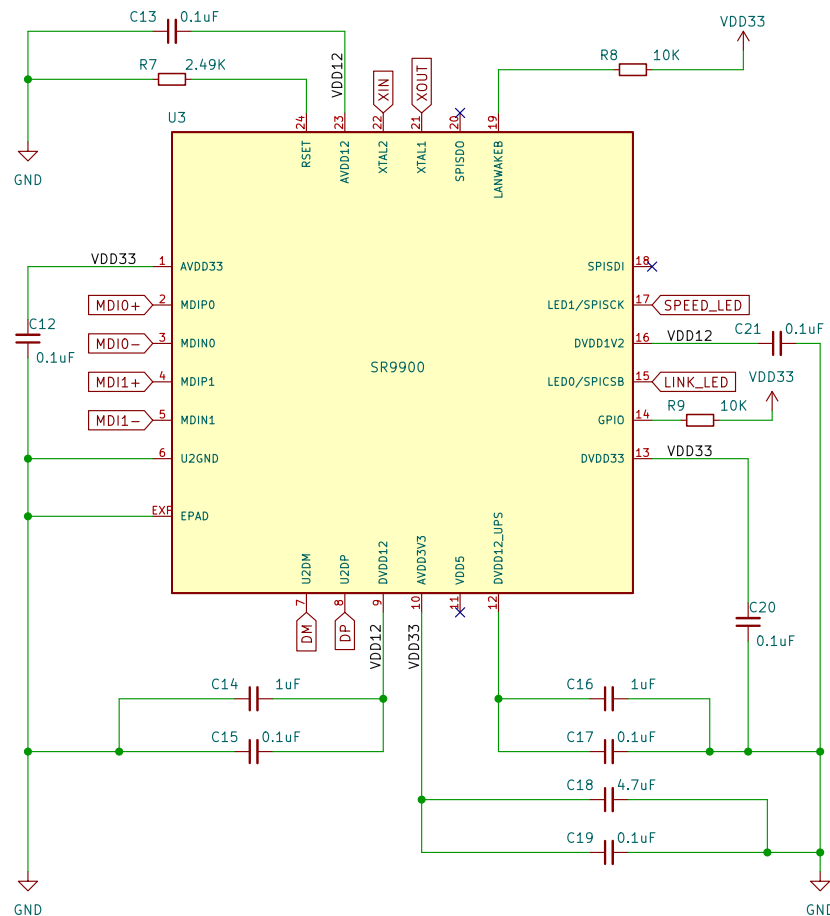 C13 0.1uF
VDD33
R7 2.49K
R8 10K
VDD12
XIN
XOUT
U3
24
23
22
21
20
19
RSET
AVDD12
XTAL2
XTAL1
SPISDO
LANWAKEB
GND
VDD33
1 AVDD33
SPISDI 18
MDI0+ 2 MDIP0
LED1/SPISCK 17 SPEED_LED
C12
0.1uF
MDI0- 3 MDIN0
DVDD1V2 16 VDD12
C21 0.1uF
SR9900
MDI1+ 4 MDIP1
LED0/SPICSB 15 LINK_LED
VDD33
MDI1- 5 MDIN1
GPIO 14
R9 10K
6 U2GND
DVDD33 13 VDD33
EXP EPAD
U2DM
U2DP
DVDD12
AVDD3V3
VDD5
DVDD12_UPS
7
8
9
10
11
12
DM
DP
VDD12
VDD33
C20
0.1uF
C14 1uF
C16 1uF
C15 0.1uF
C17 0.1uF
C18 4.7uF
C19 0.1uF
GND
GND